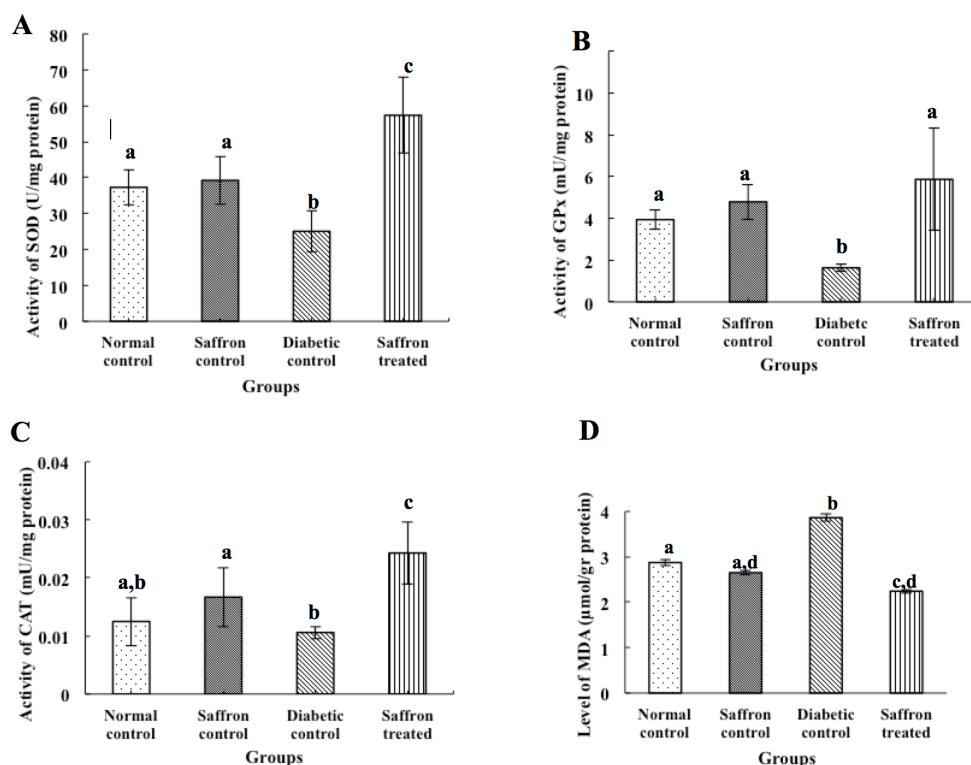 A
Activity of SOD (U/mg protein)
80
70
60
50
40
30
20
10
0
a
a
b
c
Normal control
Saffron control
Diabetic control
Saffron treated
Groups
B
Activity of GPx (mU/mg protein)
10
8
6
4
2
0
a
a
b
a
Normal control
Saffron control
Diabetc control
Saffron treated
Groups
C
Activity of CAT (mU/mg protein)
0.04
0.03
0.02
0.01
0
a,b
a
b
c
Normal control
Saffron control
Diabetic control
Saffron treated
Groups
D
Level of MDA (µmol/gr protein)
4
3
2
1
0
a
a,d
b
c,d
Normal control
Saffron control
Diabetic control
Saffron treated
Groups